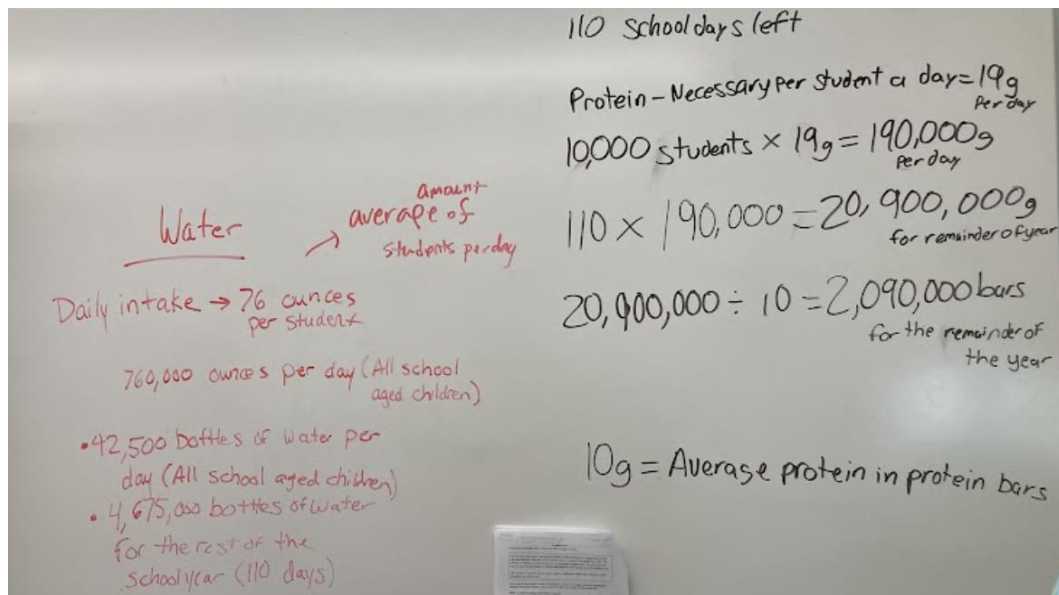 Water
average of
amount
students per day
Daily intake → 76 ounces
per student
760,000 ounces per day (All school
aged children)
• 42,500 bottles of water per
day (All school aged children)
• 4,675,000 bottles of water
for the rest of the
school year (110 days)
110 school days left
Protein - Necessary per student a day = 19g
per day
10,000 students × 19g = 190,000g
per day
110 × 190,000 = 20,900,000g
for remainder of year
20,900,000 ÷ 10 = 2,090,000 bars
for the remainder of
the year
10g = Average protein in protein bars